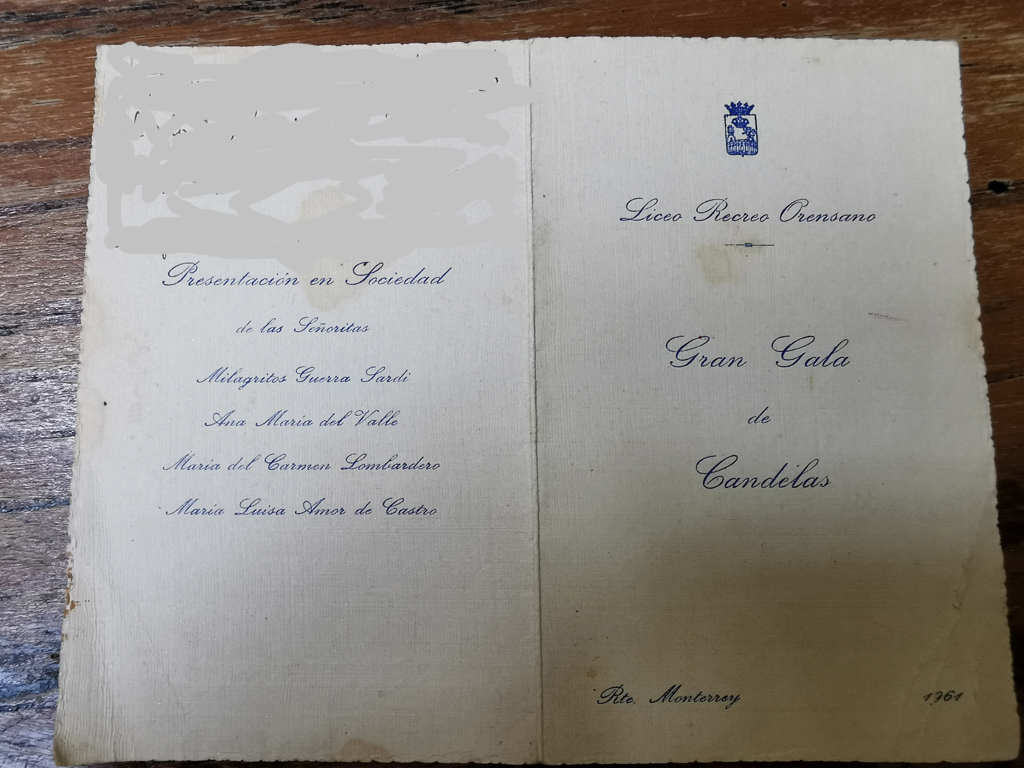 Presentación en Sociedad
de las Señoritas
Milagritos Guerra Sardi
Ana María del Valle
María del Carmen Lombardero
María Luisa Amor de Castro
Liceo Recreo Orensano
Gran Gala
de
Candelas
Rte. Monterrey
1961